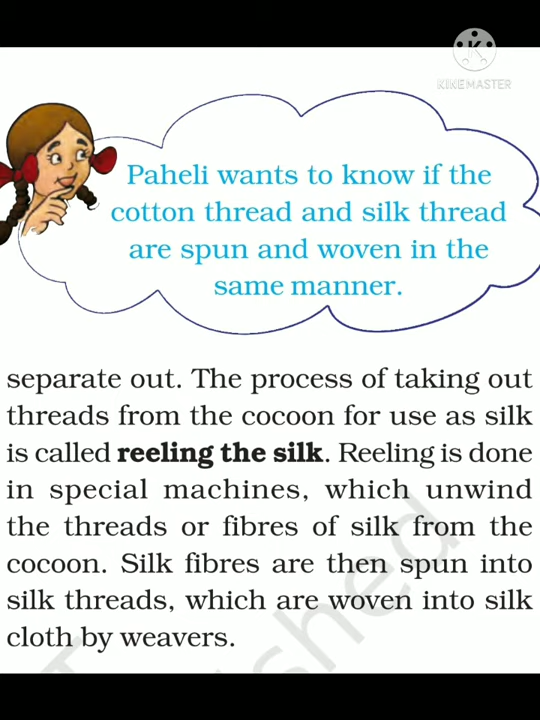 KINEMASTER
Paheli wants to know if the
cotton thread and silk thread
are spun and woven in the
same manner.
separate out. The process of taking out
threads from the cocoon for use as silk
is called reeling the silk. Reeling is done
in special machines, which unwind
the threads or fibres of silk from the
cocoon. Silk fibres are then spun into
silk threads, which are woven into silk
cloth by weavers.